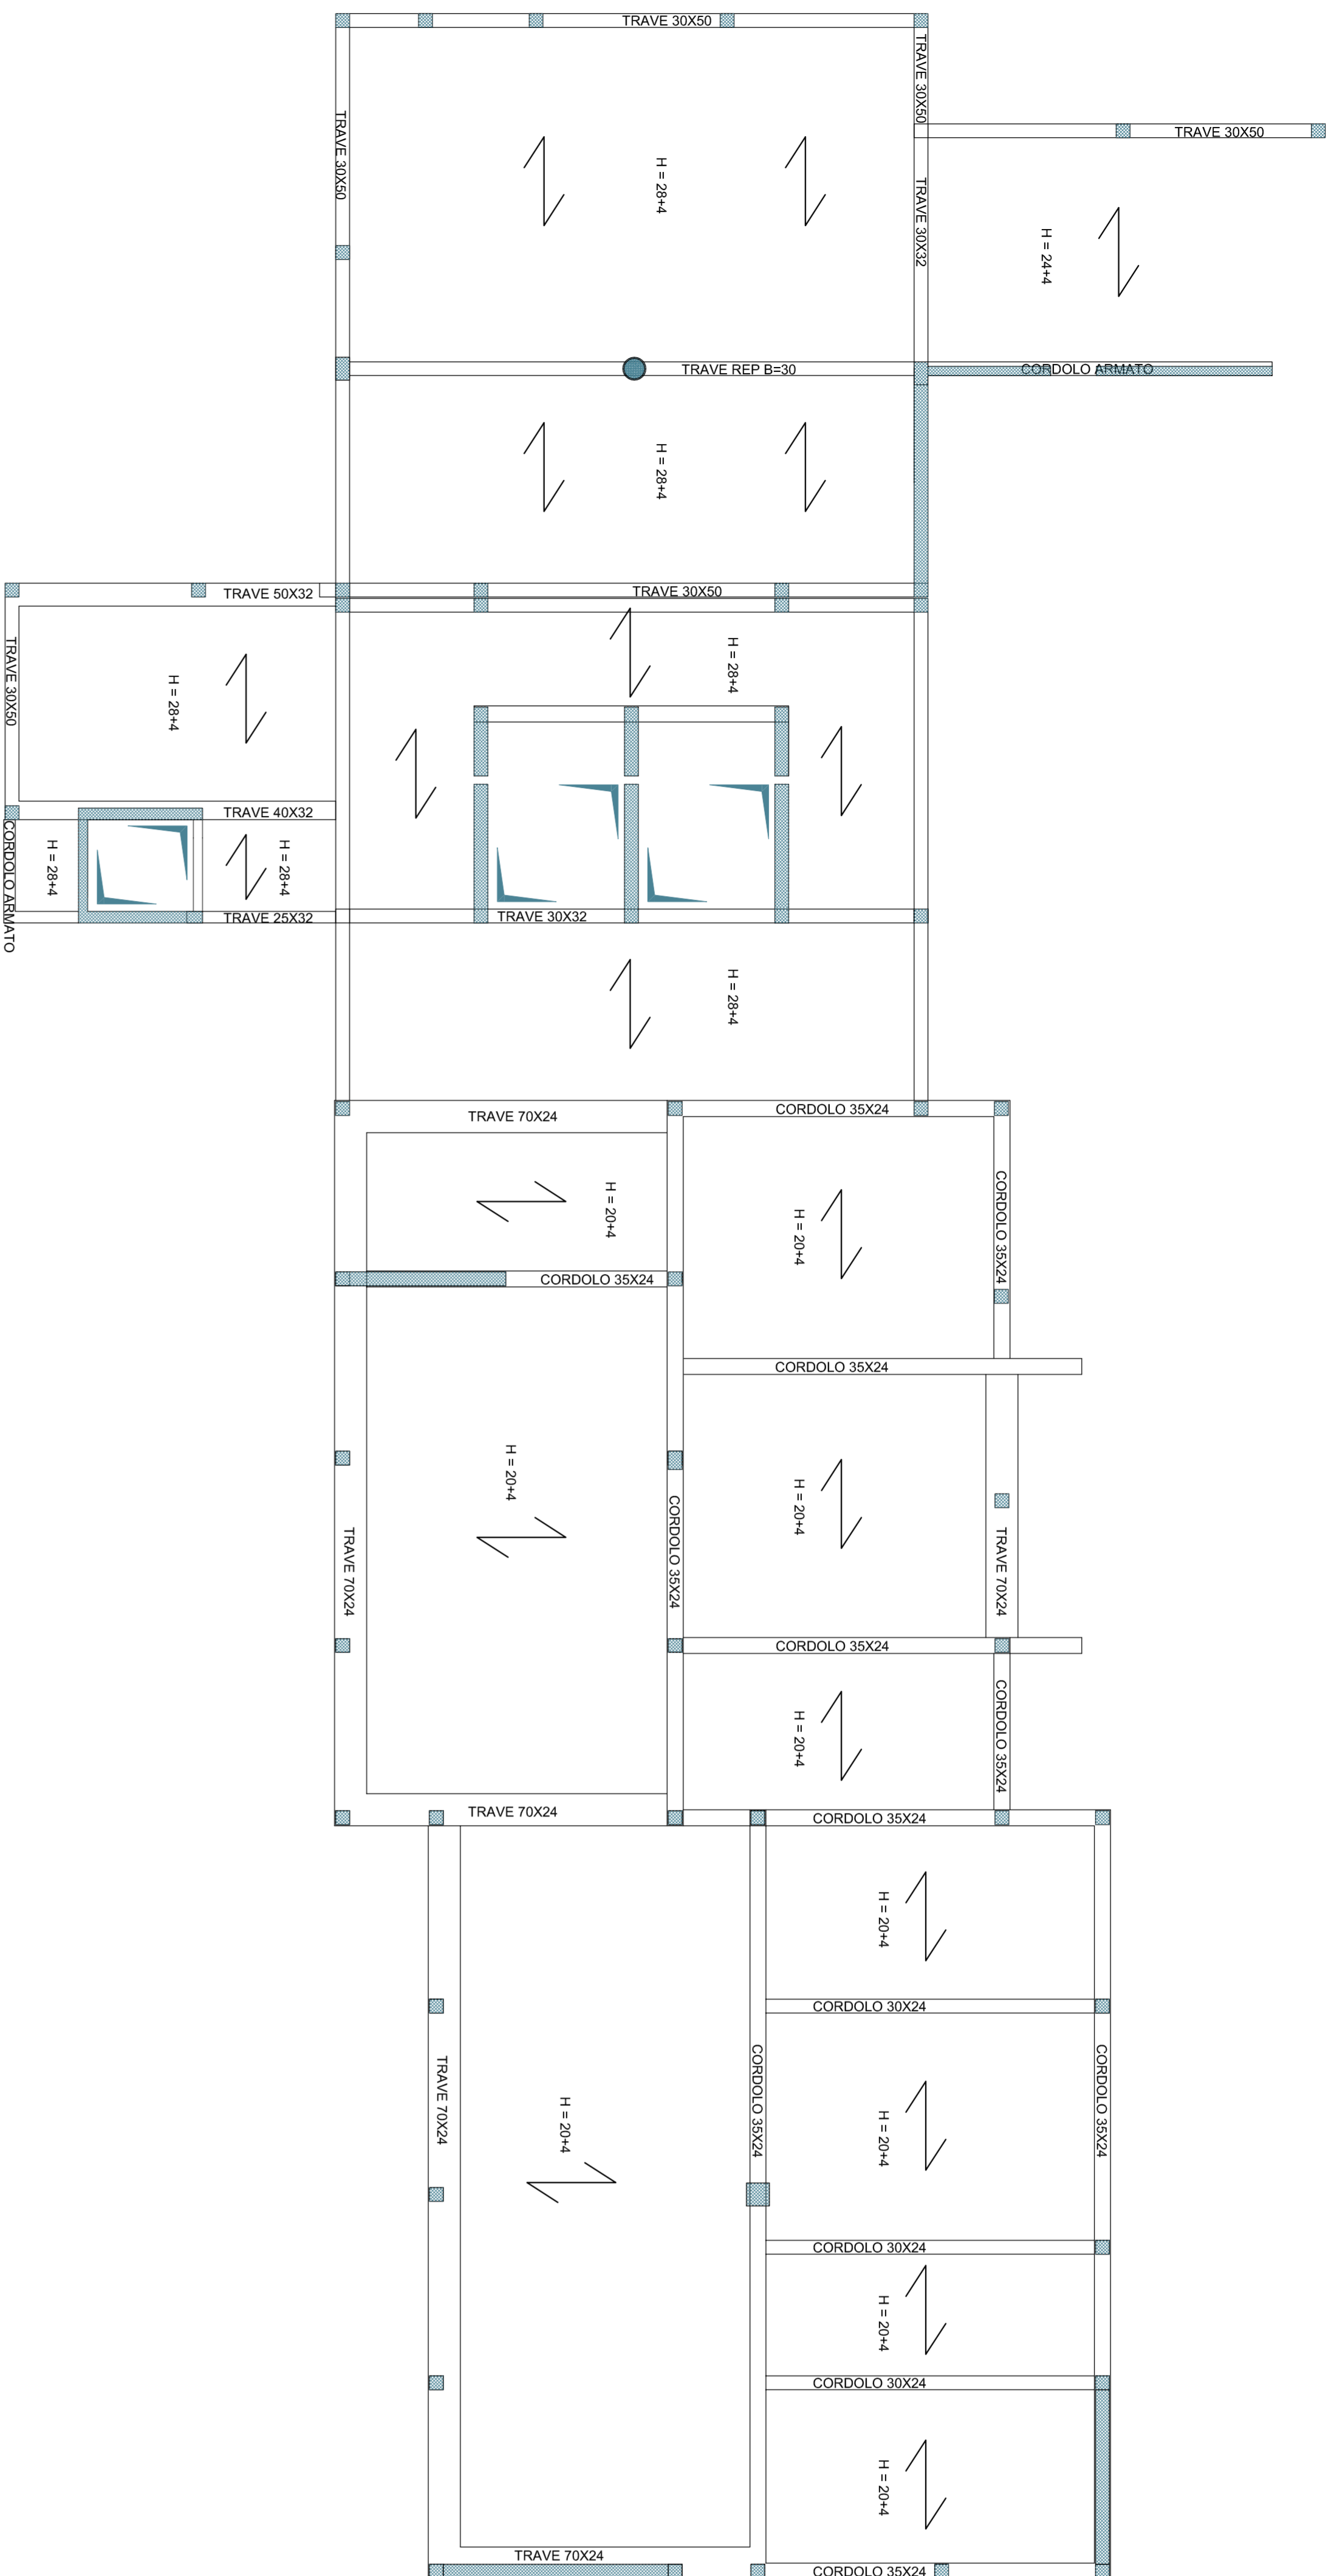 TRAVE 30X50
TRAVE 30X50
TRAVE 30X50
TRAVE 30X50
H = 28+4
TRAVE 30X32
H = 24+4
TRAVE REP B=30
CORDOLO ARMATO
H = 28+4
TRAVE 50X32
TRAVE 30X50
TRAVE 30X50
H = 28+4
H = 28+4
TRAVE 40X32
CORDOLO ARMATO
H = 28+4
H = 28+4
TRAVE 25X32
TRAVE 30X32
H = 28+4
TRAVE 70X24
CORDOLO 35X24
H = 20+4
H = 20+4
CORDOLO 35X24
CORDOLO 35X24
CORDOLO 35X24
H = 20+4
H = 20+4
TRAVE 70X24
CORDOLO 35X24
TRAVE 70X24
CORDOLO 35X24
H = 20+4
CORDOLO 35X24
TRAVE 70X24
CORDOLO 35X24
H = 20+4
CORDOLO 30X24
TRAVE 70X24
H = 20+4
CORDOLO 35X24
H = 20+4
CORDOLO 35X24
CORDOLO 30X24
H = 20+4
CORDOLO 30X24
H = 20+4
TRAVE 70X24
CORDOLO 35X24